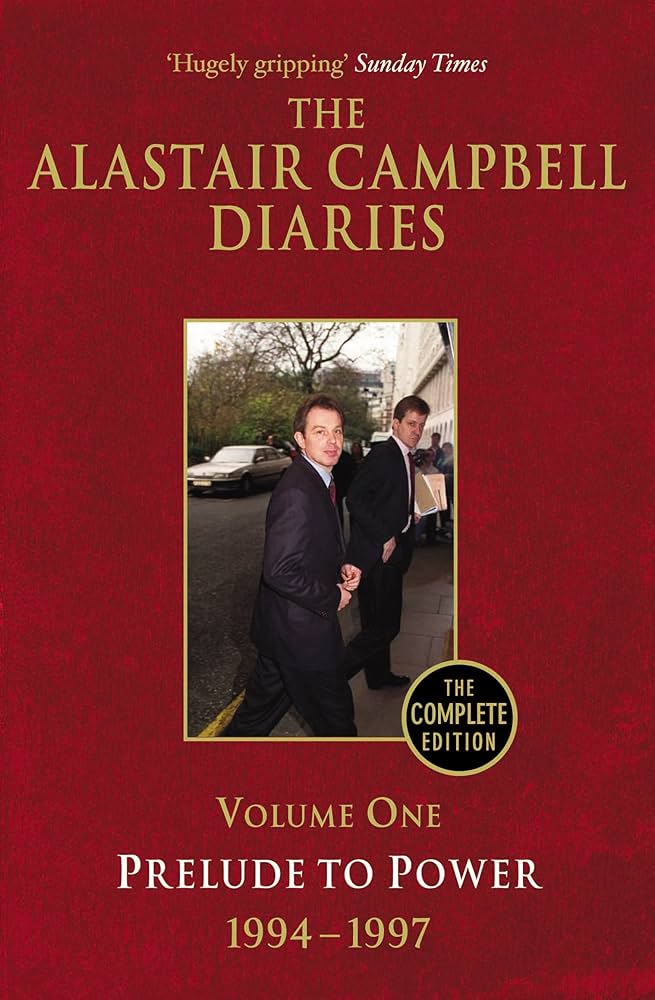 ‘Hugely gripping’ Sunday Times
THE
ALASTAIR CAMPBELL
DIARIES
THE
COMPLETE
EDITION
VOLUME ONE
PRELUDE TO POWER
1994 – 1997